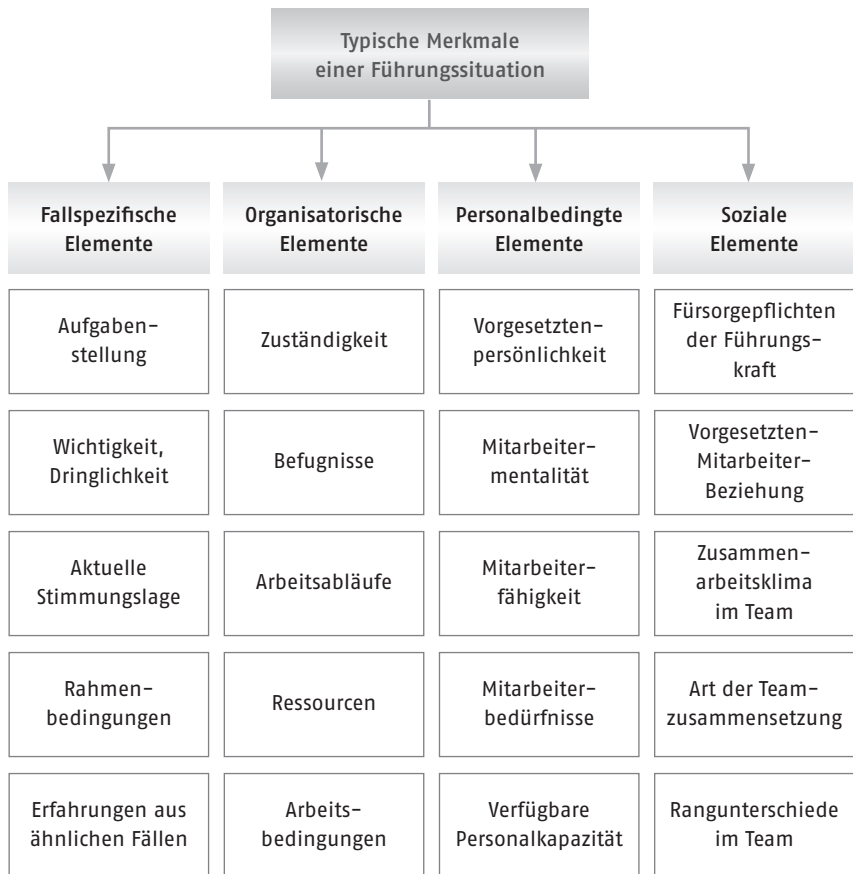 Typische Merkmale
einer Führungssituation
Fallspezifische
Elemente
Organisatorische
Elemente
Personalbedingte
Elemente
Soziale
Elemente
Aufgaben-
stellung
Zuständigkeit
Vorgesetzten-
persönlichkeit
Fürsorgepflichten
der Führungs-
kraft
Wichtigkeit,
Dringlichkeit
Befugnisse
Mitarbeiter-
mentalität
Vorgesetzten-
Mitarbeiter-
Beziehung
Aktuelle
Stimmungslage
Arbeitsabläufe
Mitarbeiter-
fähigkeit
Zusammen-
arbeitsklima
im Team
Rahmen-
bedingungen
Ressourcen
Mitarbeiter-
bedürfnisse
Art der Team-
zusammensetzung
Erfahrungen aus
ähnlichen Fällen
Arbeits-
bedingungen
Verfügbare
Personalkapazität
Rangunterschiede
im Team